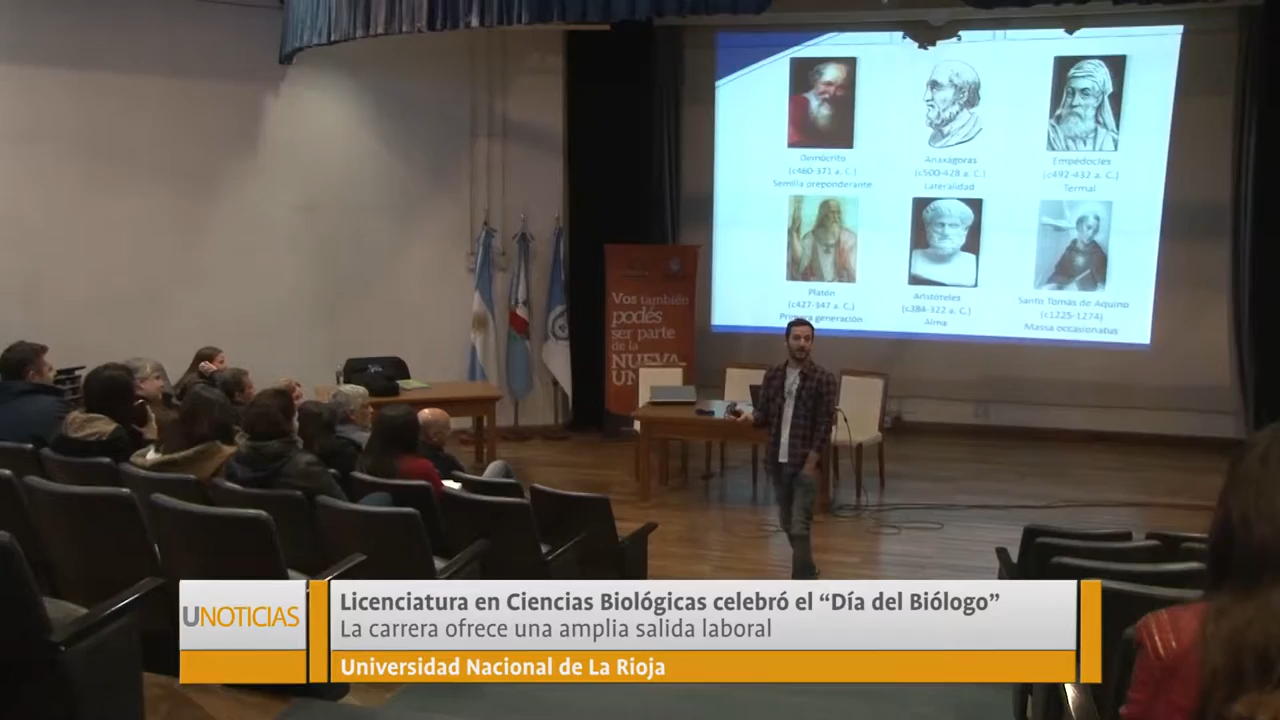 Demócrito
(c460-371 a. C.)
Semilla preponderante
Anaxágoras
(c500-428 a. C.)
Lateralidad
Empédocles
(c492-432 a. C.)
Termal
Platón
(c427-347 a. C.)
Primera generación
Aristóteles
(c384-322 a. C.)
Alma
Santo Tomás de Aquino
(c1225-1274)
Massa occasionatus
Vos también
podés
ser parte
de la
NUEVA
UN
UNOTICIAS
Licenciatura en Ciencias Biológicas celebró el “Día del Biólogo”
La carrera ofrece una amplia salida laboral
Universidad Nacional de La Rioja